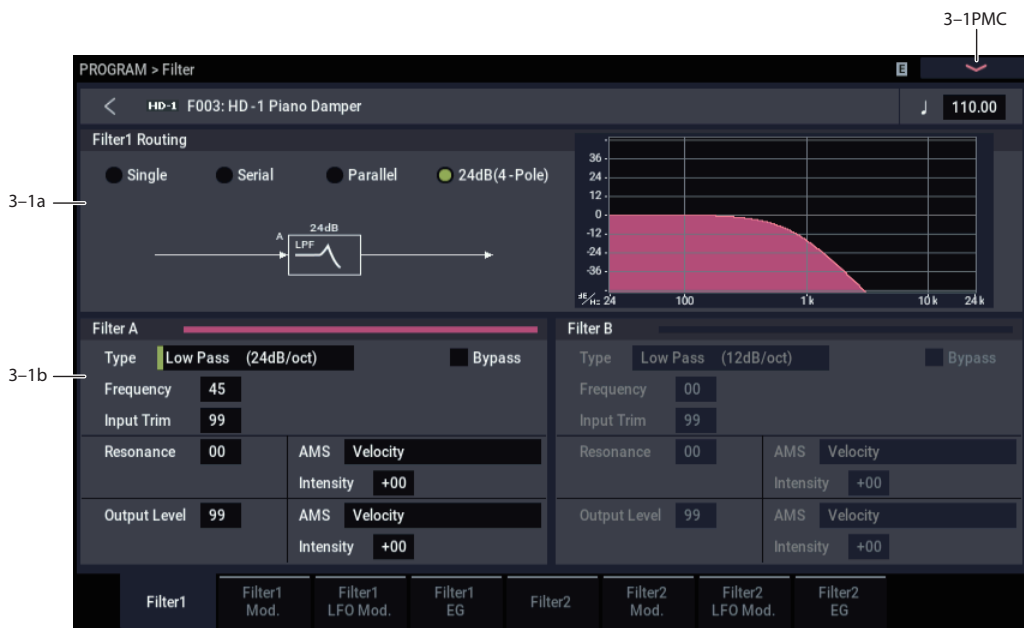 3–1PMC
PROGRAM > Filter
E
HD-1 F003: HD-1 Piano Damper
♩ 110.00
Filter1 Routing
Single
Serial
Parallel
24dB(4-Pole)
3–1a
A
24dB
LPF
36
24
12
0
-12
-24
-36
dB/Hz 24 100 1k 10k 24k
Filter A
Type Low Pass (24dB/oct)
Bypass
3–1b
Frequency 45
Input Trim 99
Resonance 00
AMS Velocity
Intensity +00
Output Level 99
AMS Velocity
Intensity +00
Filter B
Type Low Pass (12dB/oct)
Bypass
Frequency 00
Input Trim 99
Resonance 00
AMS Velocity
Intensity +00
Output Level 99
AMS Velocity
Intensity +00
Filter1
Filter1
Mod.
Filter1
LFO Mod.
Filter1
EG
Filter2
Filter2
Mod.
Filter2
LFO Mod.
Filter2
EG